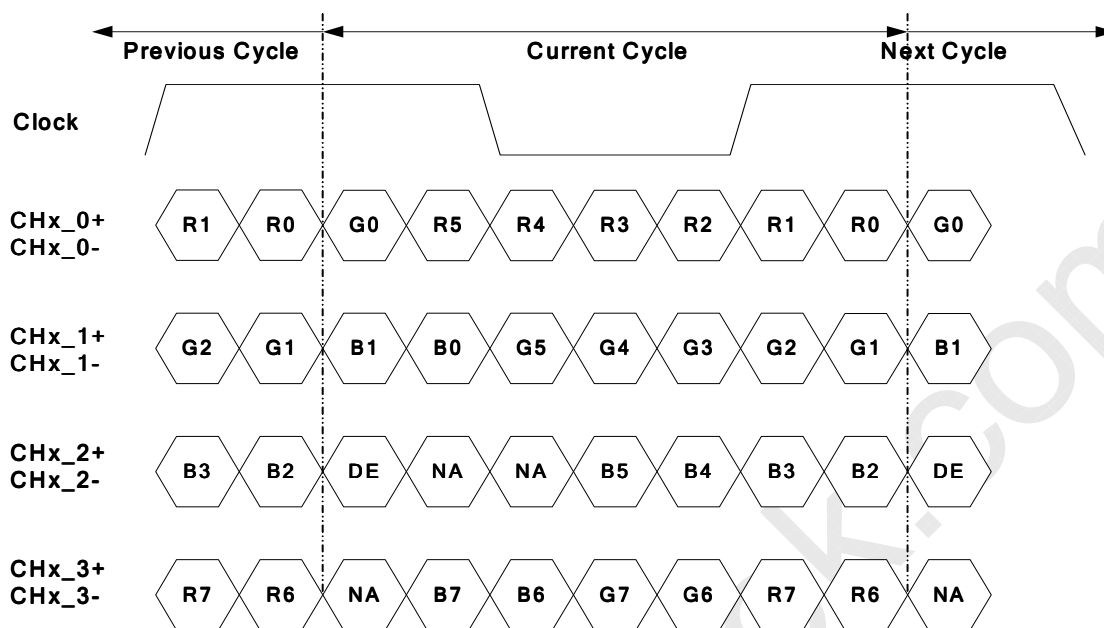 Previous Cycle Current Cycle Next Cycle
Clock
CHx_0+
CHx_0-
R1 R0 G0 R5 R4 R3 R2 R1 R0 G0
CHx_1+
CHx_1-
G2 G1 B1 B0 G5 G4 G3 G2 G1 B1
CHx_2+
CHx_2-
B3 B2 DE NA NA B5 B4 B3 B2 DE
CHx_3+
CHx_3-
R7 R6 NA B7 B6 G7 G6 R7 R6 NA
k.com